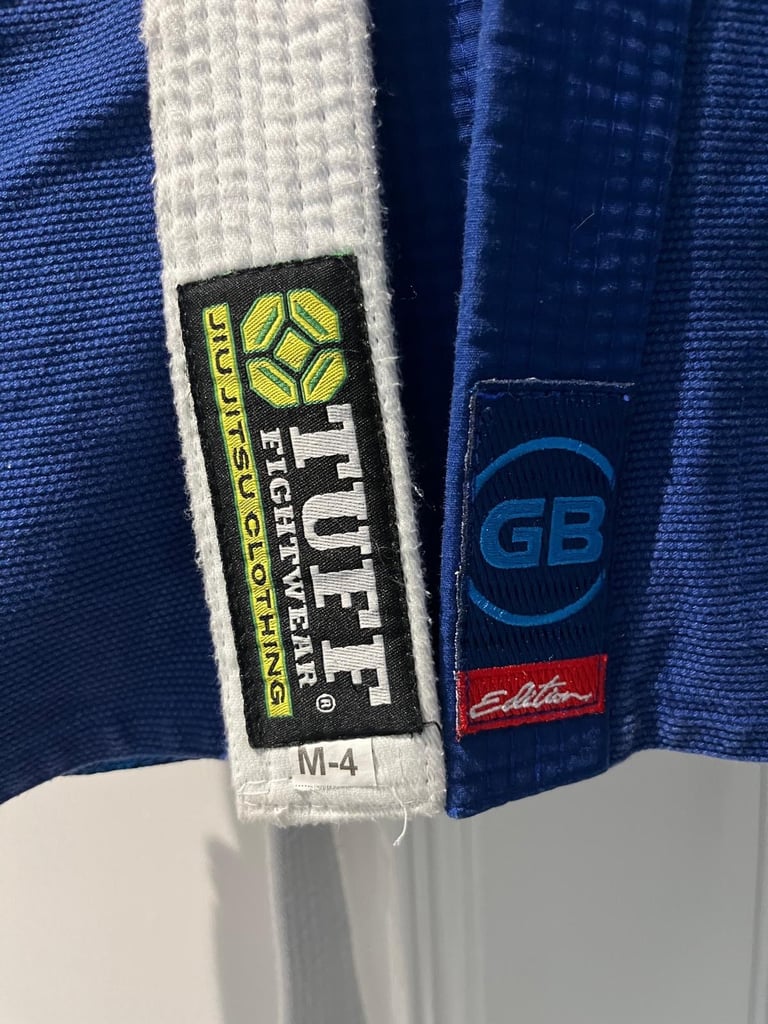 TUFF
FIGHTWEAR®
JIU JITSU CLOTHING
M-4
GB
Edition